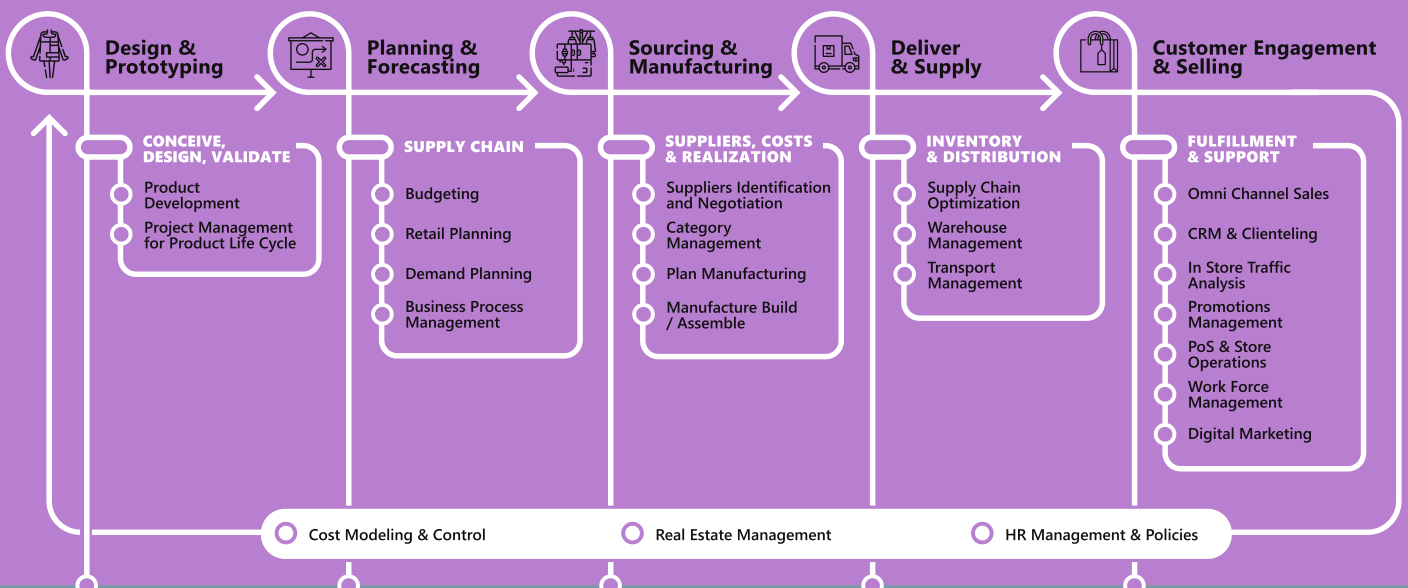 Design &
Prototyping
Planning &
Forecasting
Sourcing &
Manufacturing
Deliver
& Supply
Customer Engagement
& Selling
CONCEIVE,
DESIGN, VALIDATE
Product
Development
Project Management
for Product Life Cycle
SUPPLY CHAIN
Budgeting
Retail Planning
Demand Planning
Business Process
Management
SUPPLIERS, COSTS
& REALIZATION
Suppliers Identification
and Negotiation
Category
Management
Plan Manufacturing
Manufacture Build
/ Assemble
INVENTORY
& DISTRIBUTION
Supply Chain
Optimization
Warehouse
Management
Transport
Management
FULFILLMENT
& SUPPORT
Omni Channel Sales
CRM & Clienteling
In Store Traffic
Analysis
Promotions
Management
PoS & Store
Operations
Work Force
Management
Digital Marketing
Cost Modeling & Control
Real Estate Management
HR Management & Policies